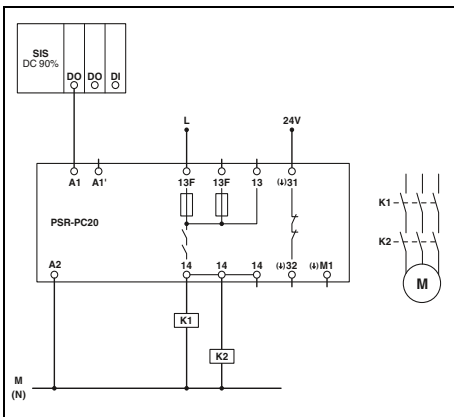 SIS
DC 90%
DO DO DI
L 24V
A1 A1' 13F 13F 13 (↓)31
K1
PSR-PC20
K2
A2 14 14 14 (↓)32 (↓)M1
M
K1
K2
M
(N)